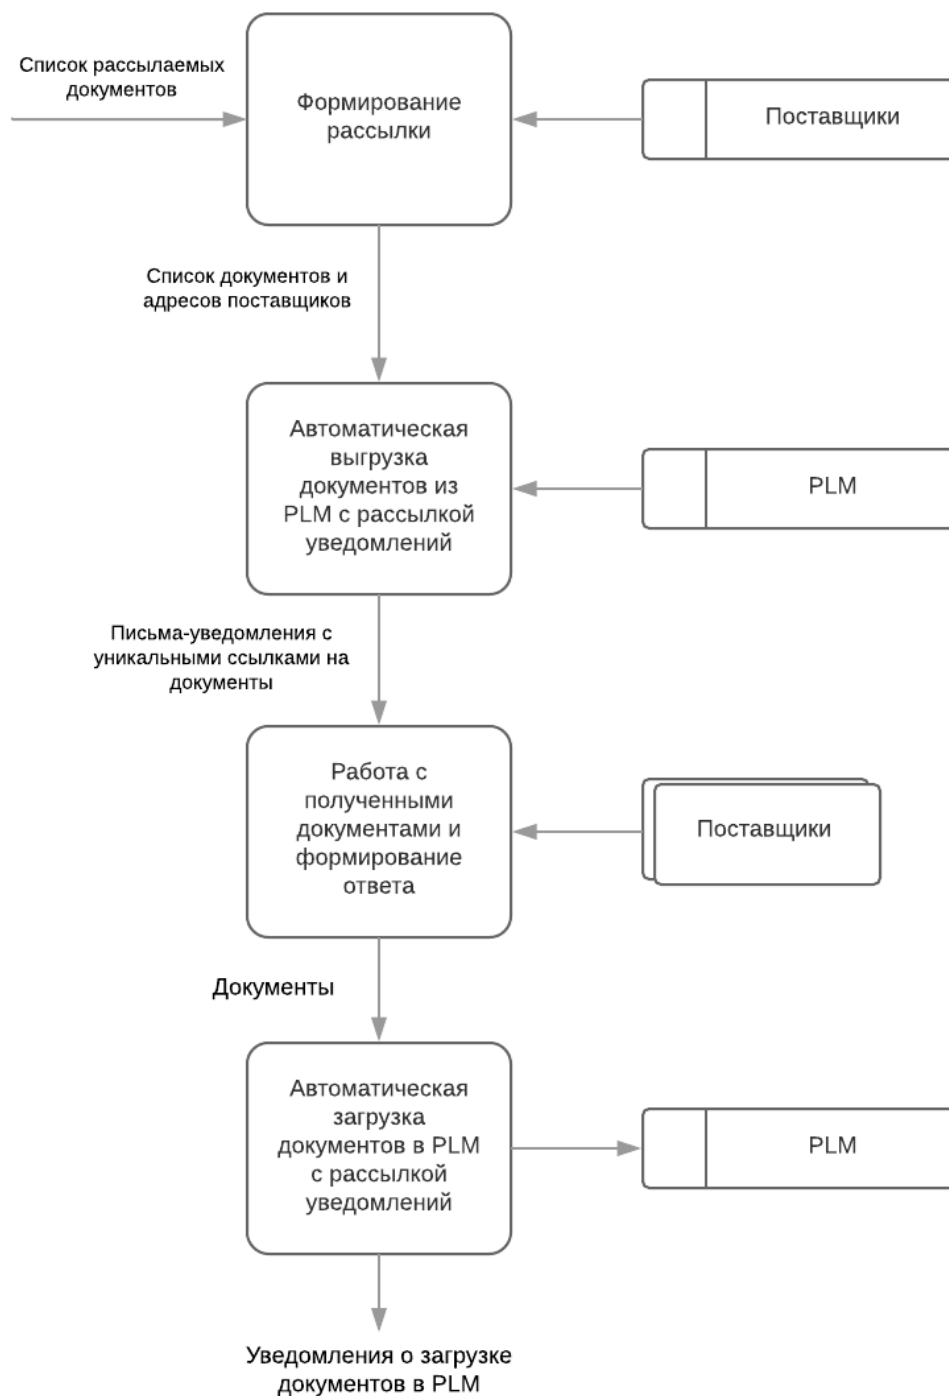 Список рассылаемых
документов
Формирование
рассылки
Поставщики
Список документов и
адресов поставщиков
Автоматическая
выгрузка
документов из
PLM с рассылкой
уведомлений
PLM
Письма-уведомления с
уникальными ссылками на
документы
Работа с
полученными
документами и
формирование
ответа
Поставщики
Документы
Автоматическая
загрузка
документов в PLM
с рассылкой
уведомлений
PLM
Уведомления о загрузке
документов в PLM